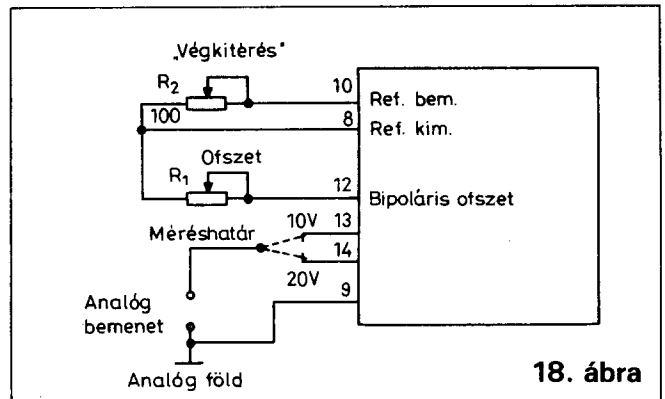 „Végkitérés"
R2
10
Ref. bem.
100
8
Ref. kim.
Ofszet
R1
12
Bipoláris ofszet
10V
13
Méréshatár
14
20V
9
Analóg
bemenet
Analóg föld
18. ábra